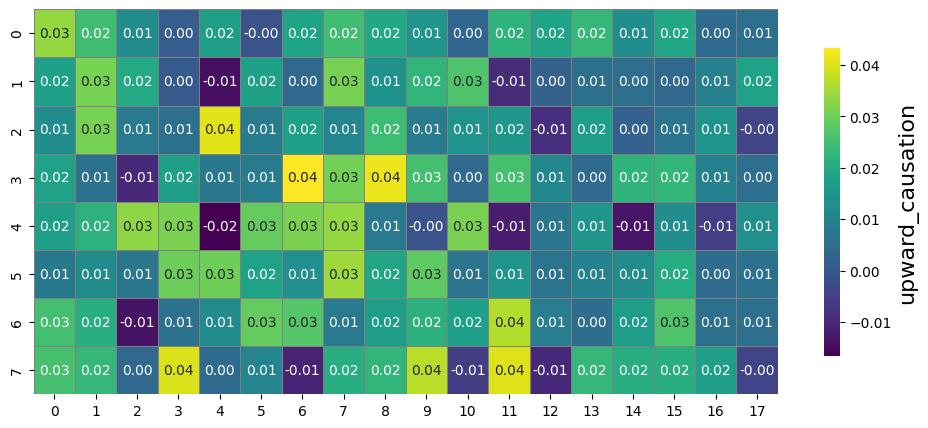 0 0.03 0.02 0.01 0.00 0.02 -0.00 0.02 0.02 0.02 0.01 0.00 0.02 0.02 0.02 0.01 0.02 0.00 0.01
1 0.02 0.03 0.02 0.00 -0.01 0.02 0.00 0.03 0.01 0.02 0.03 -0.01 0.00 0.01 0.00 0.00 0.01 0.02
2 0.01 0.03 0.01 0.01 0.04 0.01 0.02 0.01 0.02 0.01 0.01 0.02 -0.01 0.02 0.00 0.01 0.01 -0.00
3 0.02 0.01 -0.01 0.02 0.01 0.01 0.04 0.03 0.04 0.03 0.00 0.03 0.01 0.00 0.02 0.02 0.01 0.00
4 0.02 0.02 0.03 0.03 -0.02 0.03 0.03 0.03 0.01 -0.00 0.03 -0.01 0.01 0.01 -0.01 0.01 -0.01 0.01
5 0.01 0.01 0.01 0.03 0.03 0.02 0.01 0.03 0.02 0.03 0.01 0.01 0.01 0.01 0.01 0.02 0.00 0.01
6 0.03 0.02 -0.01 0.01 0.01 0.03 0.03 0.01 0.02 0.02 0.02 0.04 0.01 0.00 0.02 0.03 0.01 0.01
7 0.03 0.02 0.00 0.04 0.00 0.01 -0.01 0.02 0.02 0.04 -0.01 0.04 -0.01 0.02 0.02 0.02 0.02 -0.00
0 1 2 3 4 5 6 7 8 9 10 11 12 13 14 15 16 17
0.04
0.03
0.02
0.01
0.00
−0.01
upward_causation